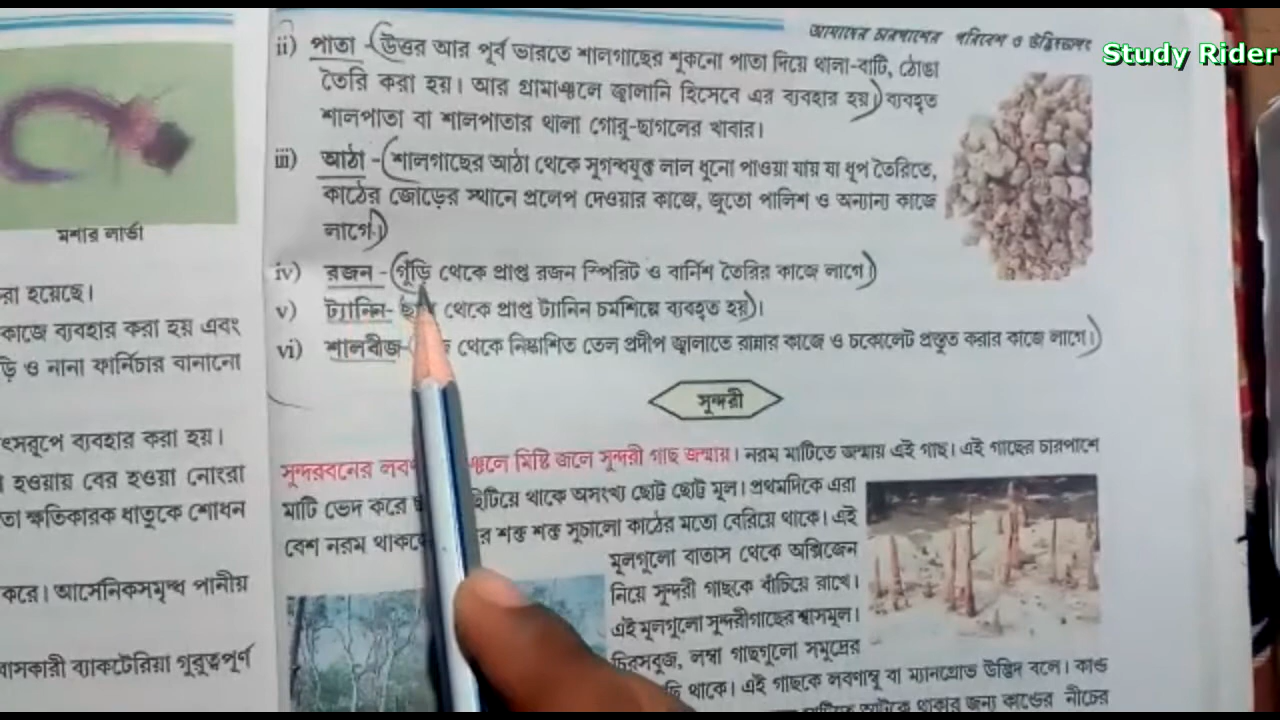 আমাদের চারপাশের পরিবেশ ও উদ্ভিদজগৎ
Study Rider
মশার লার্ভা
রা হয়েছে।
কাজে ব্যবহার করা হয় এবং
ড়ি ও নানা ফার্নিচার বানানো
ৎসরূপে ব্যবহার করা হয়।
হওয়ায় বের হওয়া নোংরা
তা ক্ষতিকারক ধাতুকে শোধন
করে। আর্সেনিকসমৃদ্ধ পানীয়
বাসকারী ব্যাকটেরিয়া গুরুত্বপূর্ণ
ii) পাতা - (উত্তর আর পূর্ব ভারতে শালগাছের শুকনো পাতা দিয়ে থালা-বাটি, ঠোঙা
তৈরি করা হয়। আর গ্রামাঞ্চলে জ্বালানি হিসেবে এর ব্যবহার হয়) ব্যবহৃত
শালপাতা বা শালপাতার থালা গোরু-ছাগলের খাবার।
iii) আঠা - (শালগাছের আঠা থেকে সুগন্ধযুক্ত লাল ধুনো পাওয়া যায় যা ধূপ তৈরিতে,
কাঠের জোড়ের স্থানে প্রলেপ দেওয়ার কাজে, জুতো পালিশ ও অন্যান্য কাজে
লাগে)
iv) রজন - (গুঁড়ি থেকে প্রাপ্ত রজন স্পিরিট ও বার্নিশ তৈরির কাজে লাগে)
v) ট্যানিন- থেকে প্রাপ্ত ট্যানিন চর্মশিল্পে ব্যবহৃত হয়)।
vi) শালবীজ- থেকে নিষ্কাশিত তেল প্রদীপ জ্বালাতে রান্নার কাজে ও চকোলেট প্রস্তুত করার কাজে লাগে।)
সুন্দরী
সুন্দরবনের মিষ্টি জলে সুন্দরী গাছ জন্মায়। নরম মাটিতে জন্মায় এই গাছ। এই গাছের চারপাশে
মাটি ভেদ করে থাকে অসংখ্য ছোট্ট ছোট্ট মূল। প্রথমদিকে এরা
বেশ নরম শক্ত শক্ত সূচালো কাঠের মতো বেরিয়ে থাকে। এই
মূলগুলো বাতাস থেকে অক্সিজেন
নিয়ে সুন্দরী গাছকে বাঁচিয়ে রাখে।
এই মূলগুলো সুন্দরীগাছের শ্বাসমূল।
চিরসবুজ, লম্বা গাছগুলো সমুদ্রের
থাকে। এই গাছকে লবণাম্বু বা ম্যানগ্রোভ উদ্ভিদ বলে। কান্ড
আটকে থাকার জন্য কান্ডের নীচের